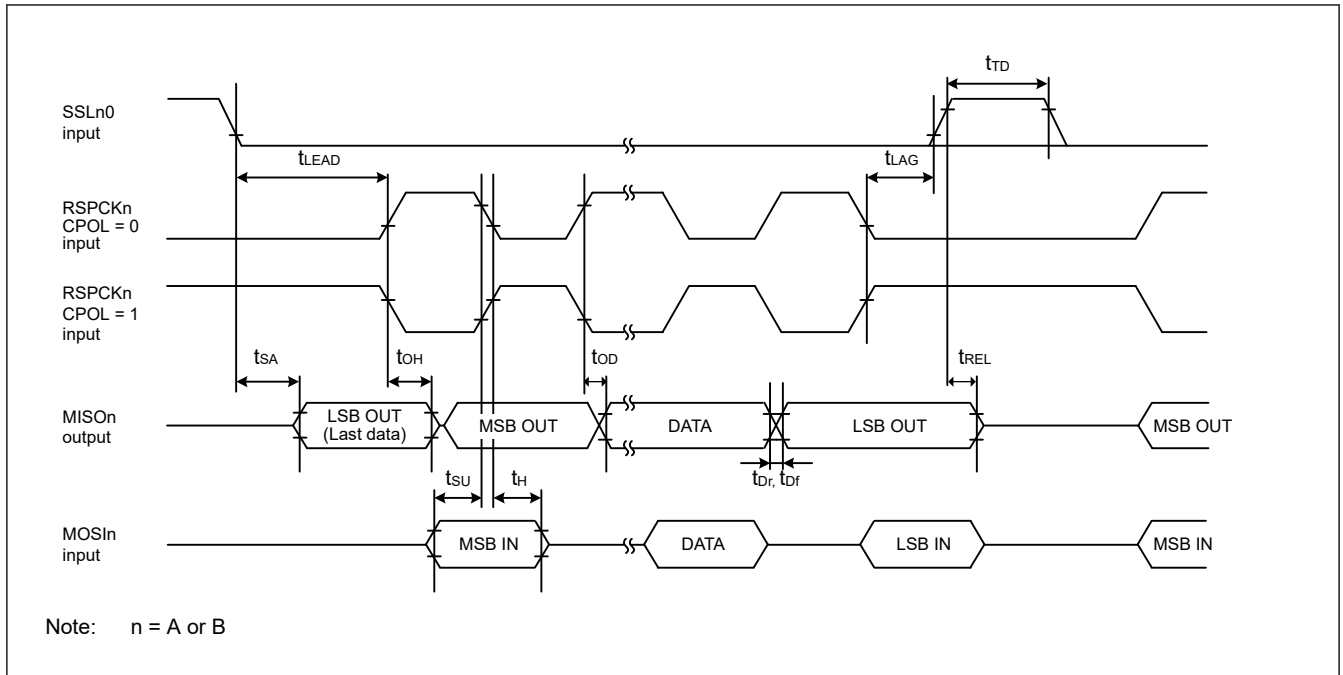 tTD
SSLn0
input
tLEAD
tLAG
RSPCKn
CPOL = 0
input
RSPCKn
CPOL = 1
input
tSA
tOH
tOD
tREL
MISOn
output
LSB OUT
(Last data)
MSB OUT
DATA
LSB OUT
MSB OUT
tSU
tH
tDr, tDf
MOSIn
input
MSB IN
DATA
LSB IN
MSB IN
Note: n = A or B